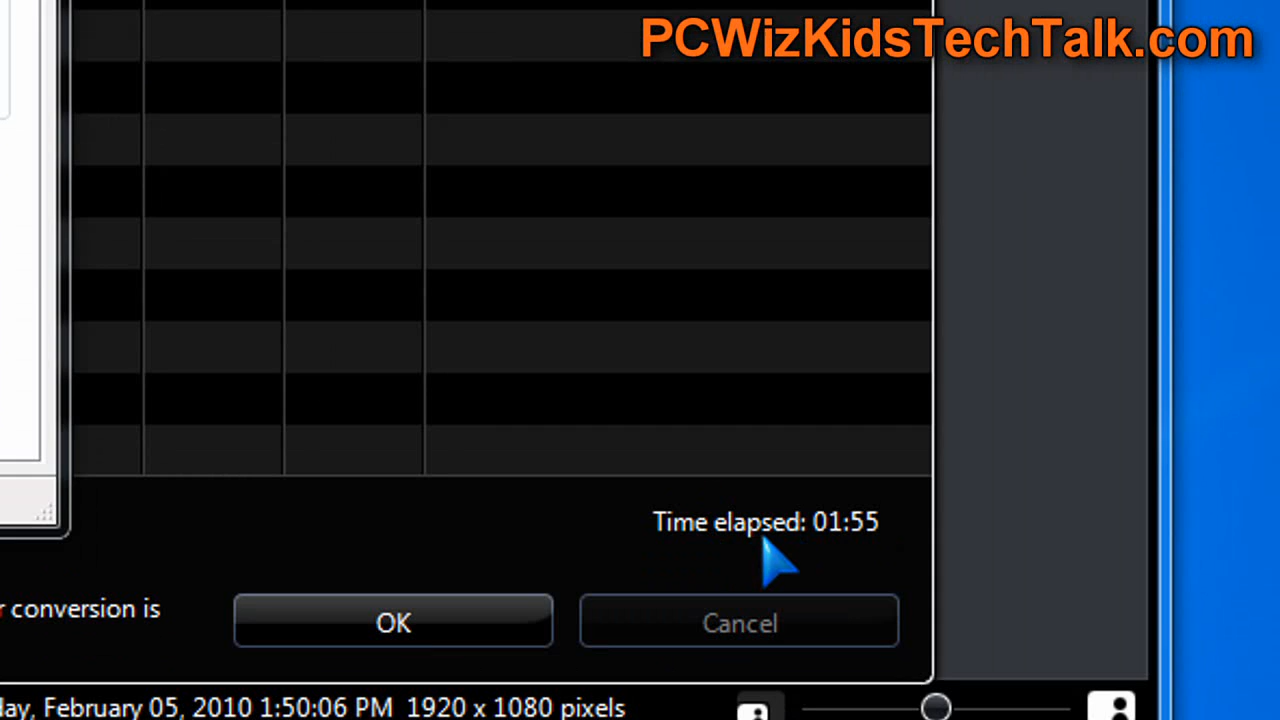 PCWizKidsTechTalk.com
Time elapsed: 01:55
conversion is
OK
Cancel
February 05, 2010 1:50:06 PM 1920 x 1080 pixels